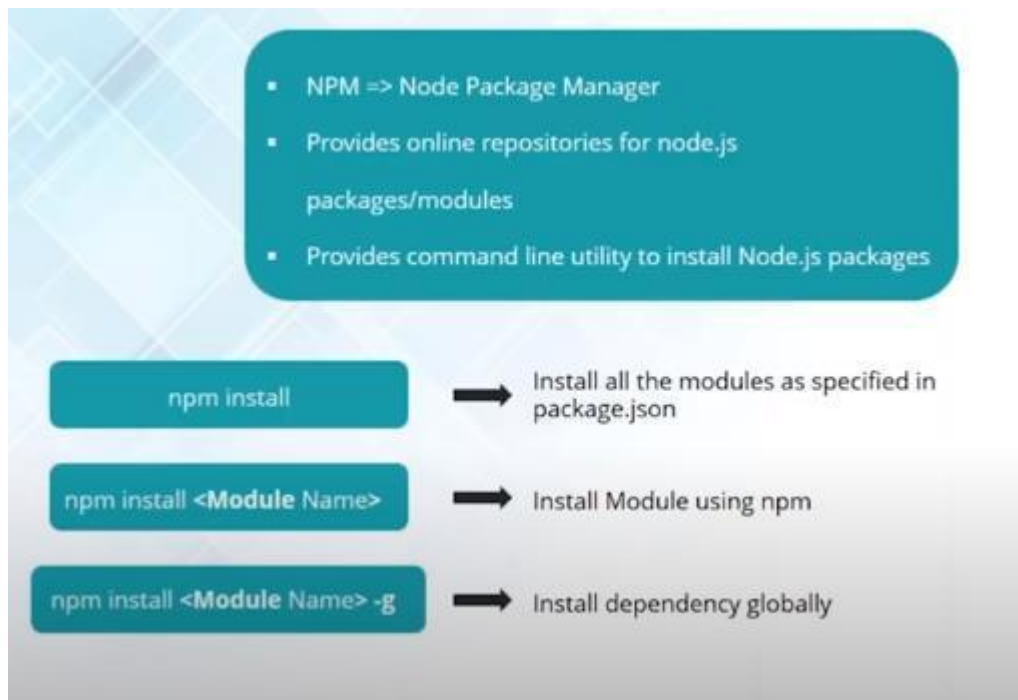 NPM => Node Package Manager
Provides online repositories for node.js
packages/modules
Provides command line utility to install Node.js packages
npm install
Install all the modules as specified in
package.json
npm install <Module Name>
Install Module using npm
npm install <Module Name> -g
Install dependency globally